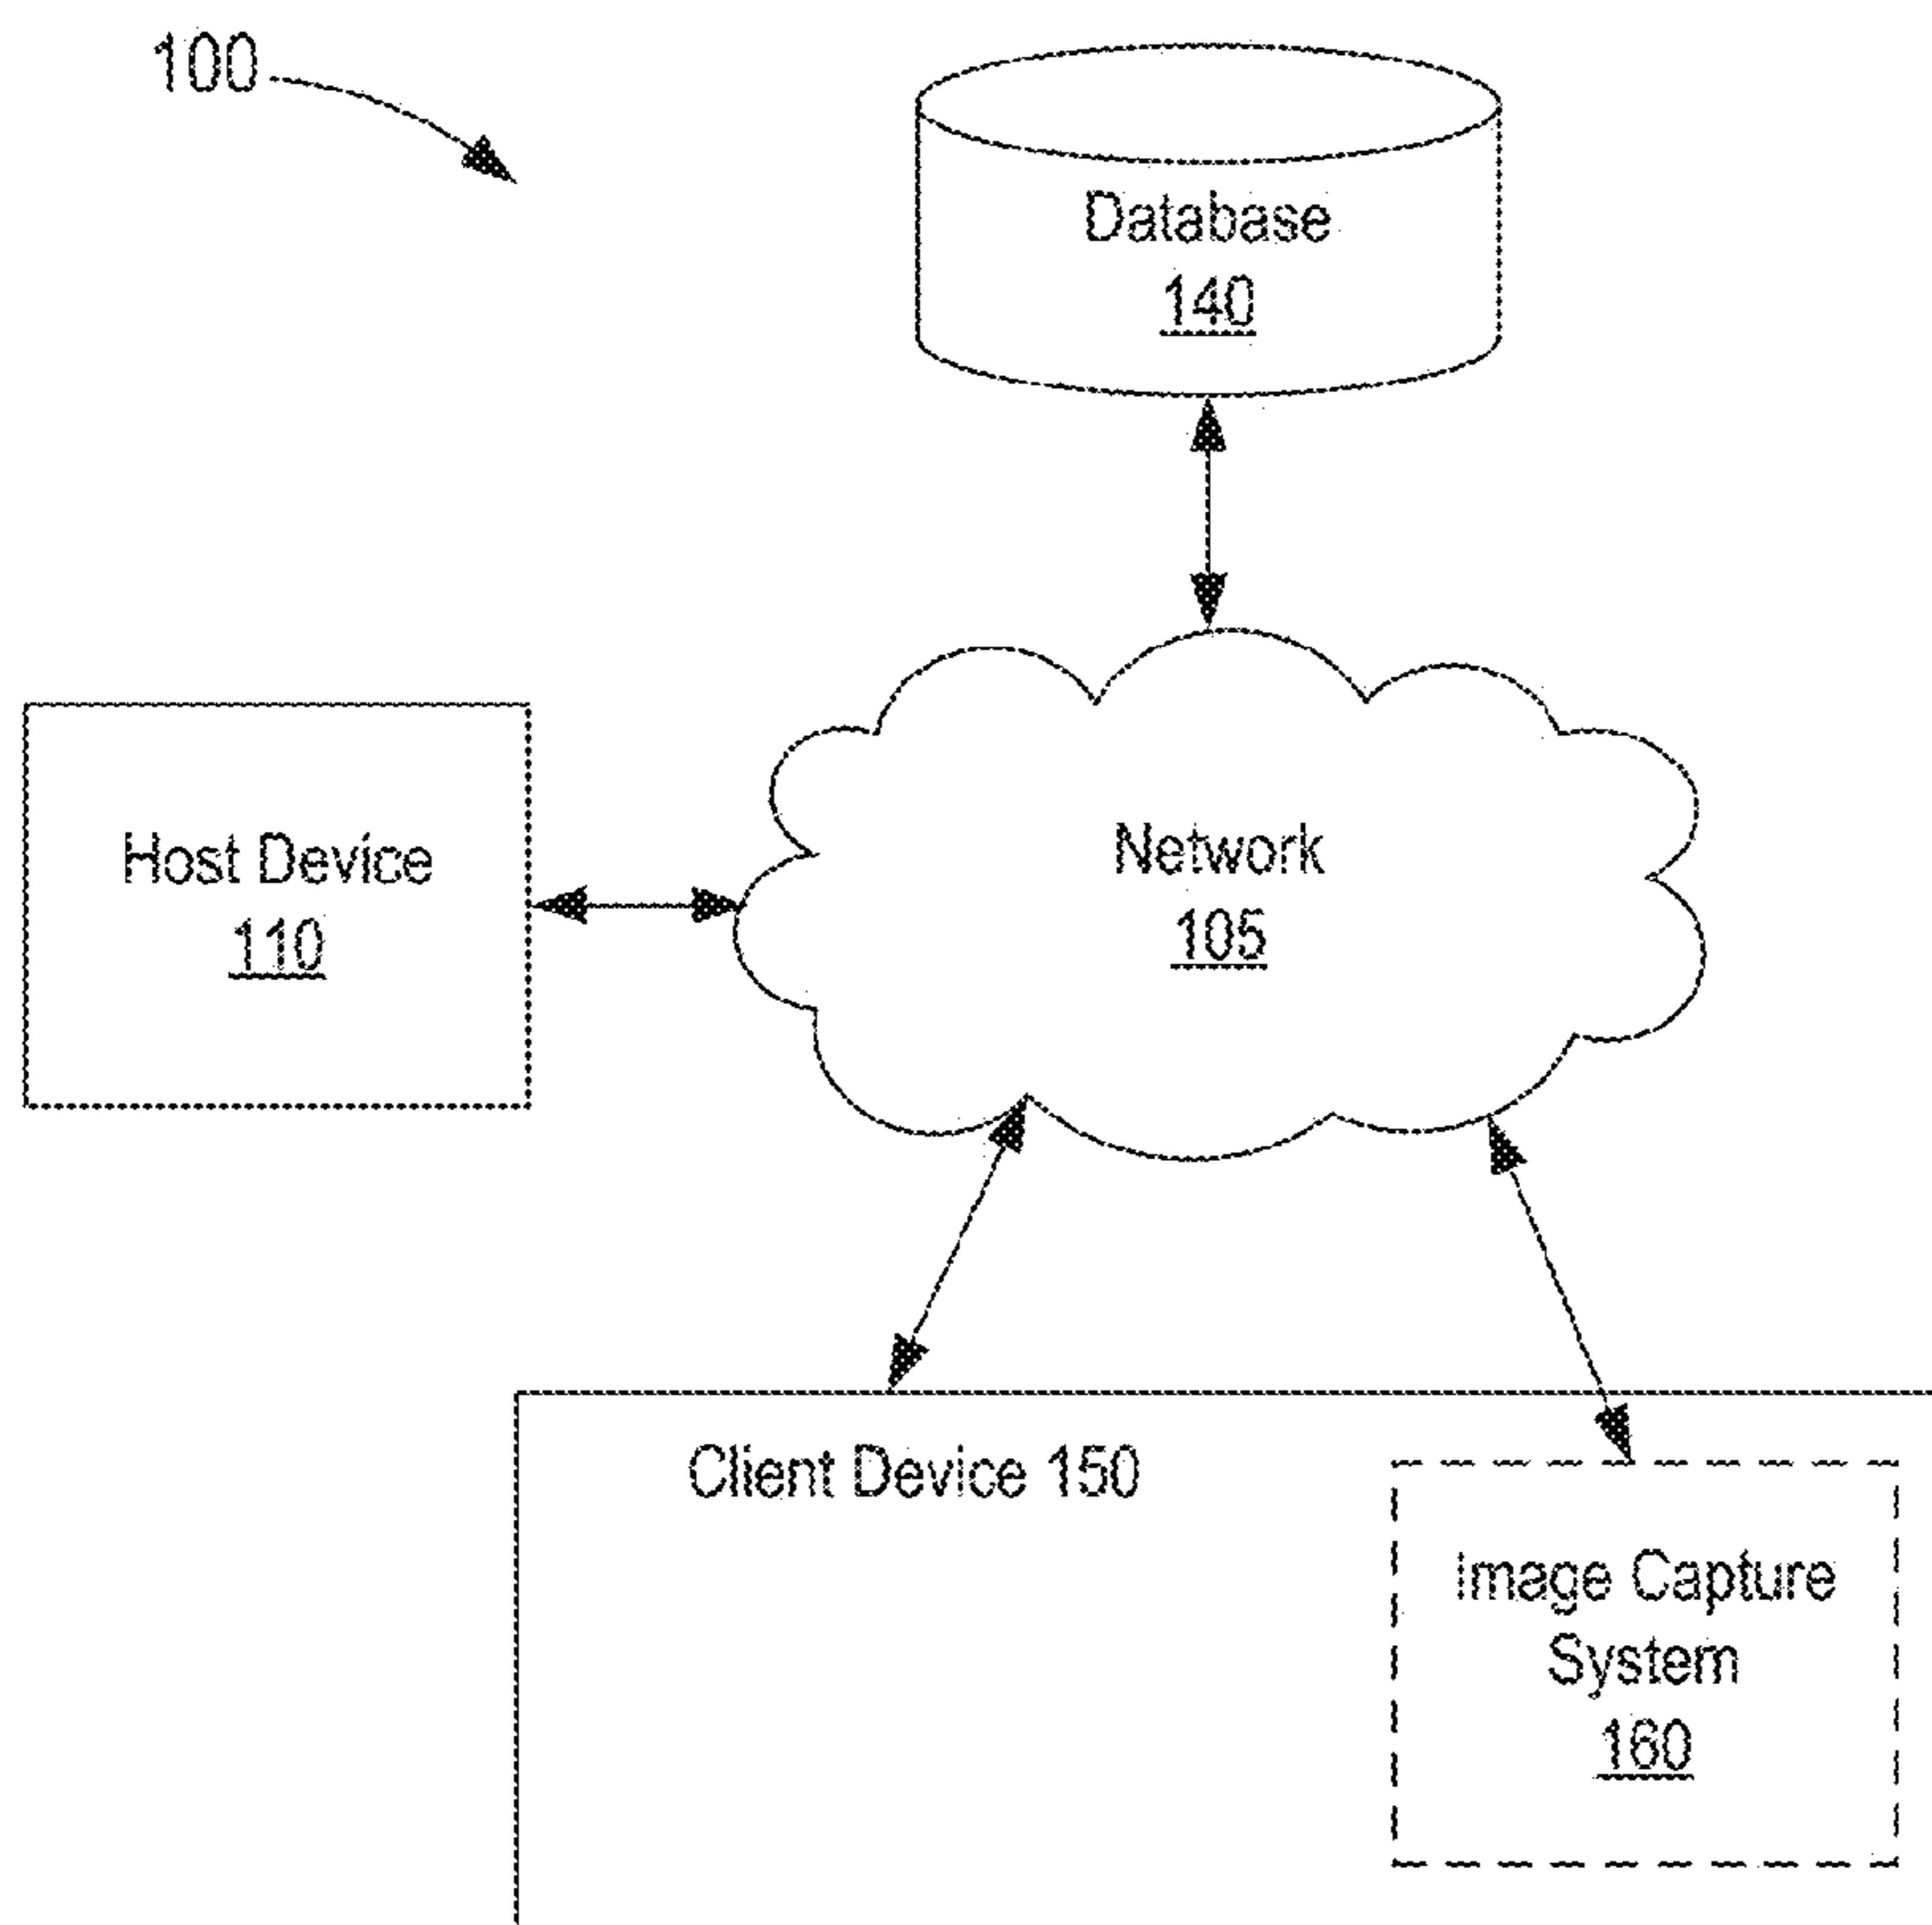 100
Database
140
Host Device
110
Network
105
Client Device 150
Image Capture
System
160